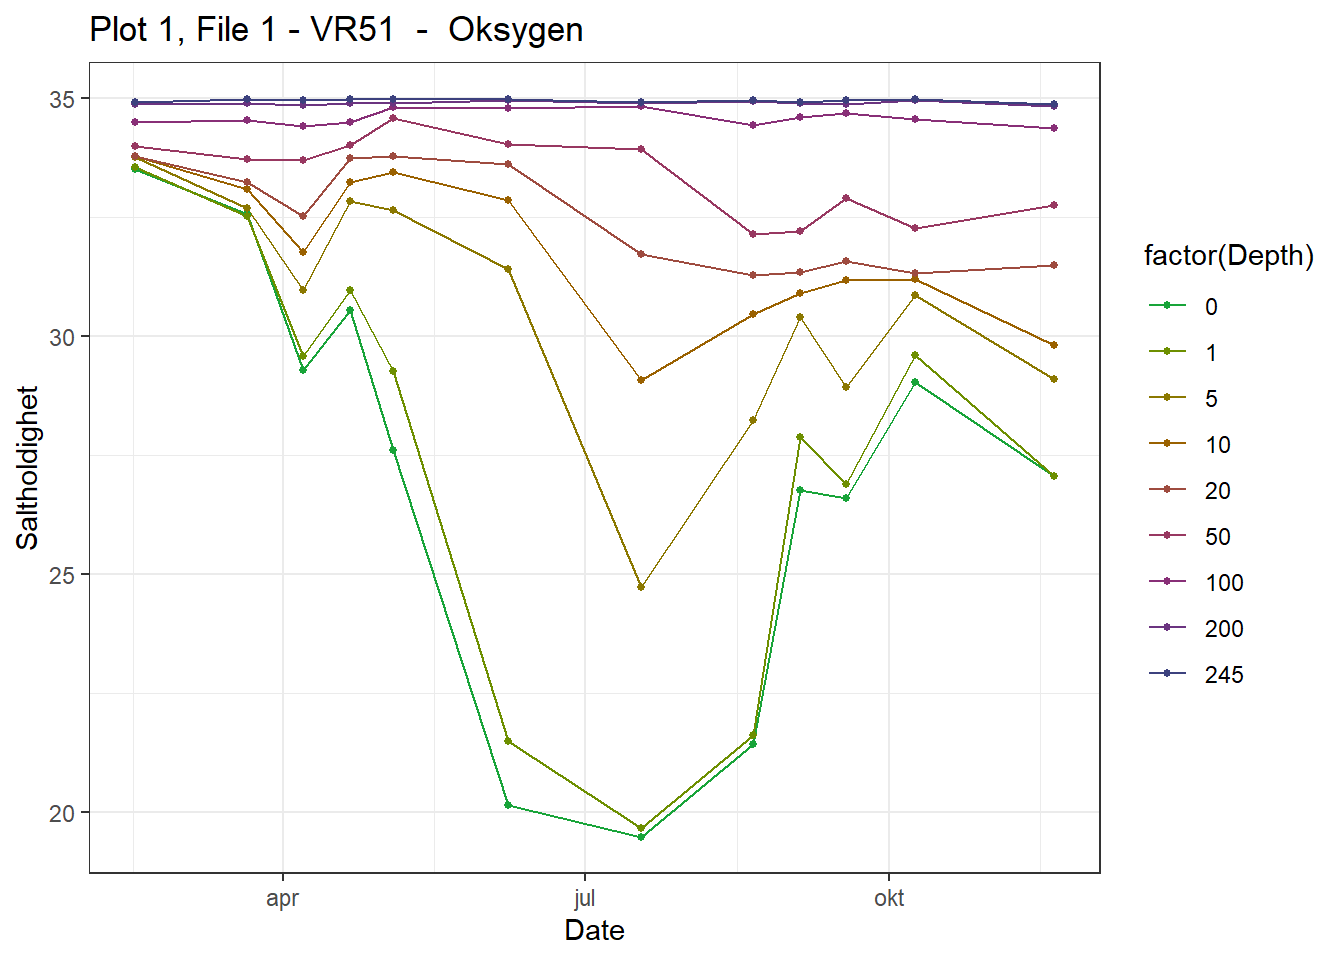 Plot 1, File 1 - VR51  -  Oksygen
35
30
25
20
Saltholdighet
apr
jul
okt
Date
factor(Depth)
0
1
5
10
20
50
100
200
245